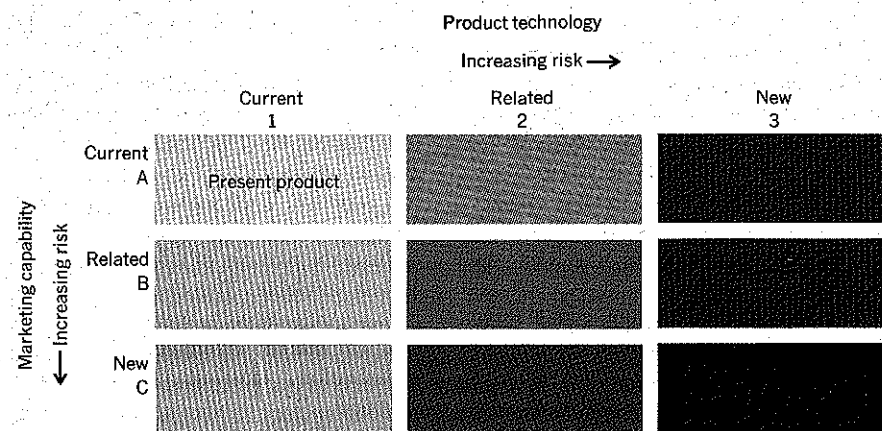 Product technology
Increasing risk →
Current
1
Related
2
New
3
Current
A
Present product
Related
B
New
C
Marketing capability
Increasing risk